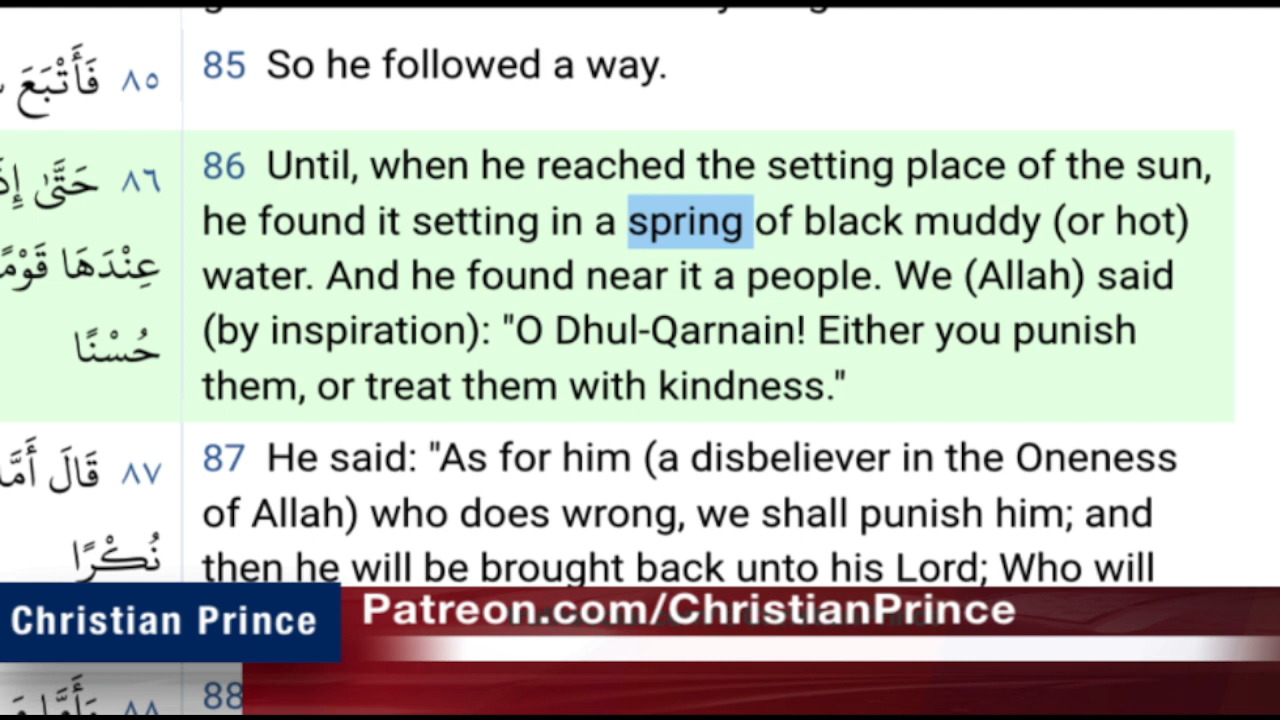 85 So he followed a way.
فَأَتْبَعَ ٨٥
86 Until, when he reached the setting place of the sun,
he found it setting in a spring of black muddy (or hot)
water. And he found near it a people. We (Allah) said
(by inspiration): "O Dhul-Qarnain! Either you punish
them, or treat them with kindness."
حَتَّىٰ ٨٦
عِنْدَهَا
حُسْنًا
87 He said: "As for him (a disbeliever in the Oneness
of Allah) who does wrong, we shall punish him; and
then he will be brought back unto his Lord; Who will
قَالَ ٨٧
نُكْرًا
Christian Prince
Patreon.com/ChristianPrince
88
٨٨